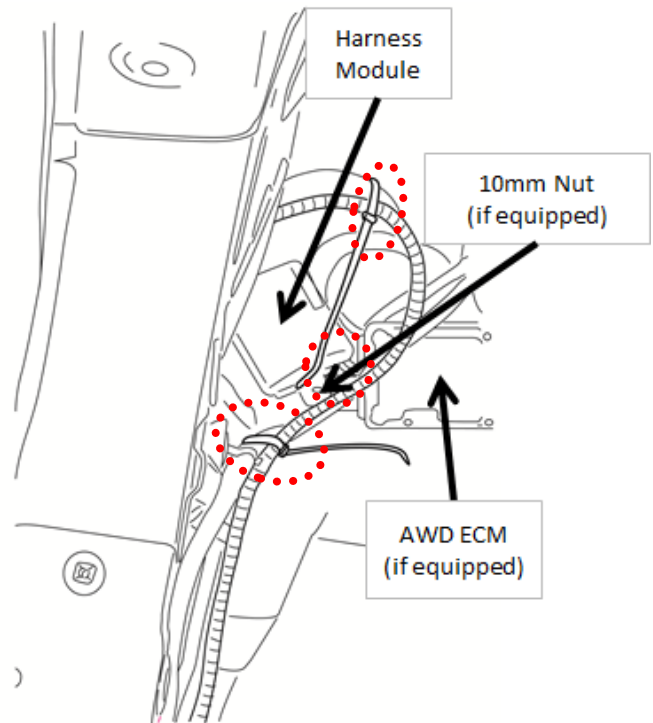 Harness
Module
10mm Nut
(if equipped)
AWD ECM
(if equipped)